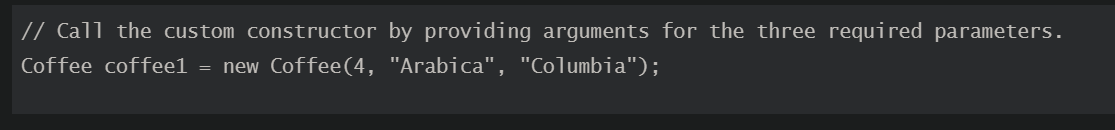 // Call the custom constructor by providing arguments for the three required parameters.
Coffee coffee1 = new Coffee(4, "Arabica", "Columbia");